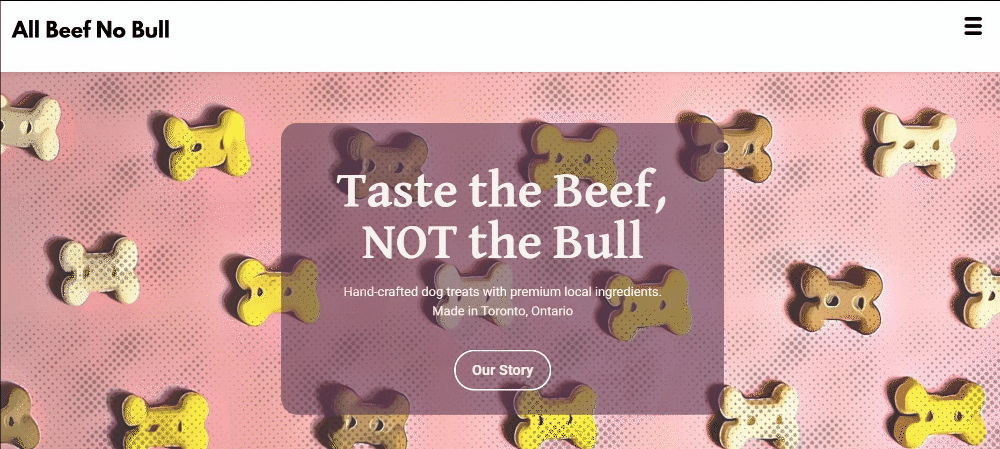 All Beef No Bull
Taste the Beef,
NOT the Bull
Hand-crafted dog treats with premium local ingredients.
Made in Toronto, Ontario
Our Story